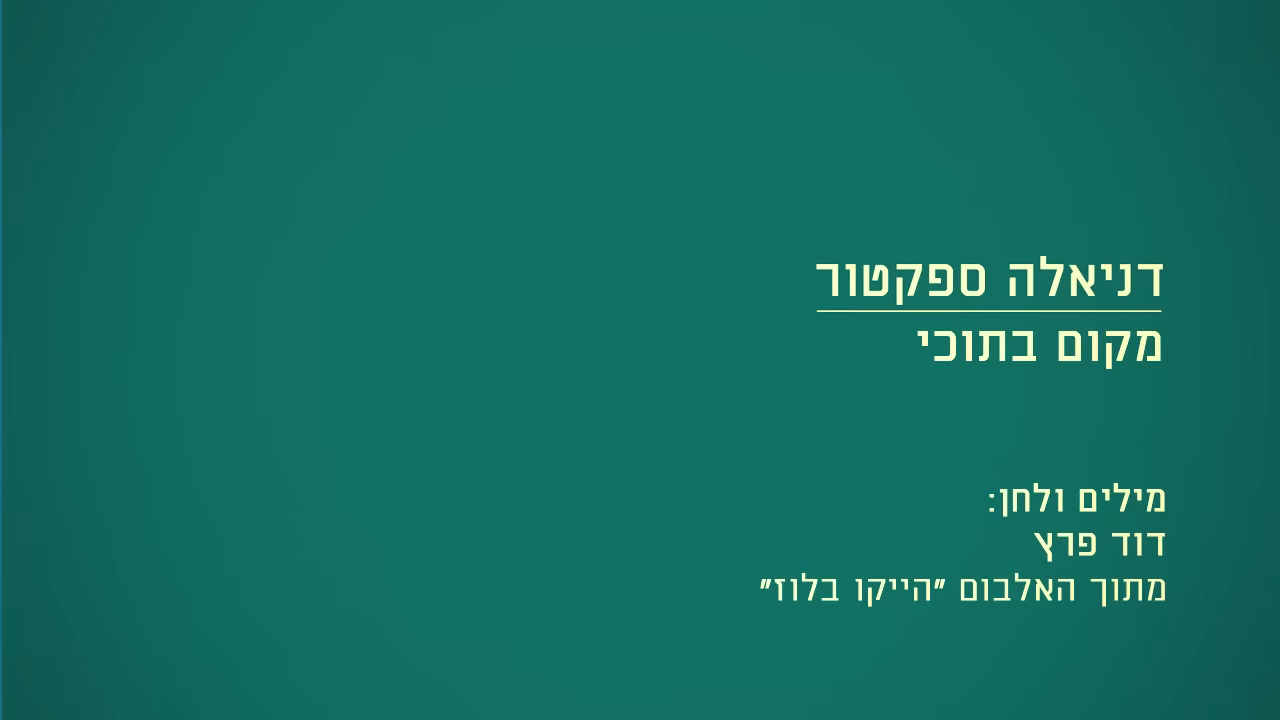 דניאלה ספקטור
מקום בתוכי
מילים ולחן:
דוד פרץ
מתוך האלבום "הייקו בלוז"